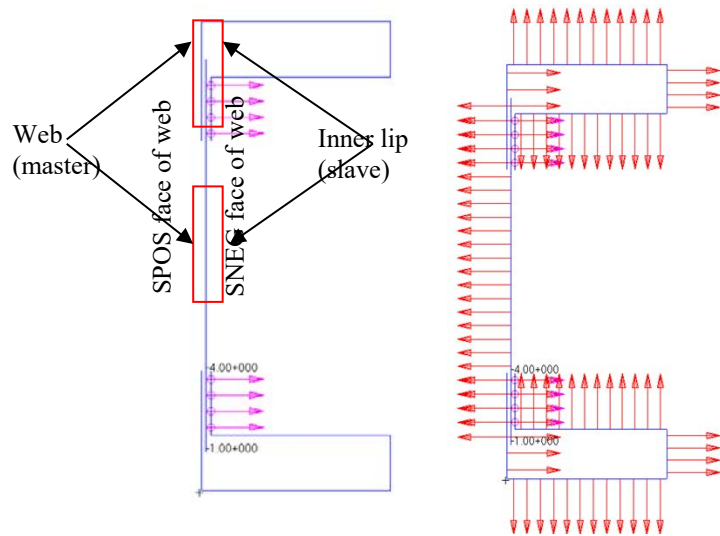 Web
(master)
SPOS face of web
SNEG face of web
Inner lip
(slave)
-4.00+000
-1.00+000
-4.00+000
-1.00+000